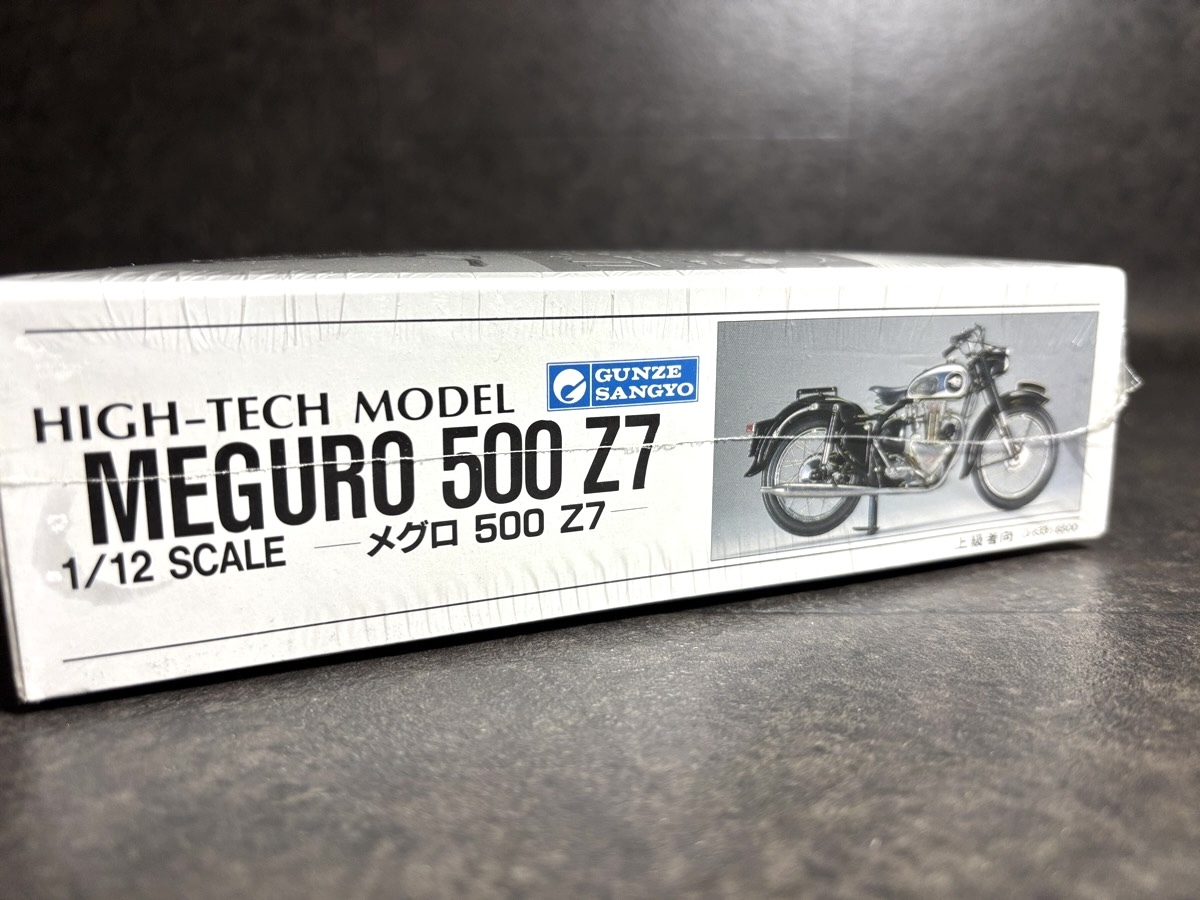 HIGH-TECH MODEL
GUNZE
SANGYO
MEGURO 500 Z7
1/12 SCALE
メグロ 500 Z7
上級者向